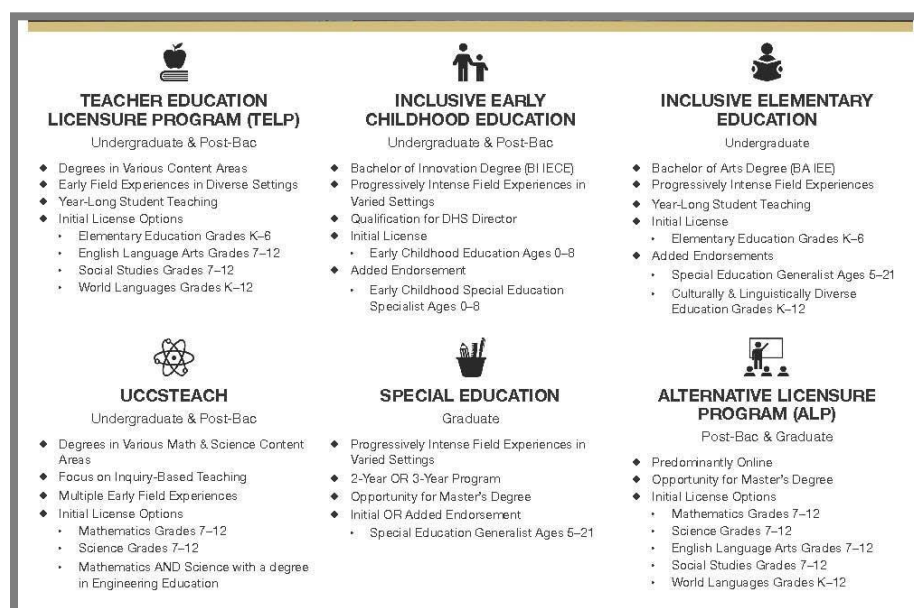 TEACHER EDUCATION
LICENSURE PROGRAM (TELP)
Undergraduate & Post-Bac
◆ Degrees in Various Content Areas
◆ Early Field Experiences in Diverse Settings
◆ Year-Long Student Teaching
◆ Initial License Options
• Elementary Education Grades K–6
• English Language Arts Grades 7–12
• Social Studies Grades 7–12
• World Languages Grades K–12
INCLUSIVE EARLY
CHILDHOOD EDUCATION
Undergraduate & Post-Bac
◆ Bachelor of Innovation Degree (BI IECE)
◆ Progressively Intense Field Experiences in
Varied Settings
◆ Qualification for DHS Director
◆ Initial License
• Early Childhood Education Ages 0–8
◆ Added Endorsement
• Early Childhood Special Education
Specialist Ages 0–8
INCLUSIVE ELEMENTARY
EDUCATION
Undergraduate
◆ Bachelor of Arts Degree (BA IEE)
◆ Progressively Intense Field Experiences
◆ Year-Long Student Teaching
◆ Initial License
• Elementary Education Grades K–6
◆ Added Endorsements
• Special Education Generalist Ages 5–21
• Culturally & Linguistically Diverse
Education Grades K–12
UCCSTEACH
Undergraduate & Post-Bac
◆ Degrees in Various Math & Science Content
Areas
◆ Focus on Inquiry-Based Teaching
◆ Multiple Early Field Experiences
◆ Initial License Options
• Mathematics Grades 7–12
• Science Grades 7–12
• Mathematics AND Science with a degree
in Engineering Education
SPECIAL EDUCATION
Graduate
◆ Progressively Intense Field Experiences in
Varied Settings
◆ 2-Year OR 3-Year Program
◆ Opportunity for Master's Degree
◆ Initial OR Added Endorsement
• Special Education Generalist Ages 5–21
ALTERNATIVE LICENSURE
PROGRAM (ALP)
Post-Bac & Graduate
◆ Predominantly Online
◆ Opportunity for Master's Degree
◆ Initial License Options
• Mathematics Grades 7–12
• Science Grades 7–12
• English Language Arts Grades 7–12
• Social Studies Grades 7–12
• World Languages Grades K–12